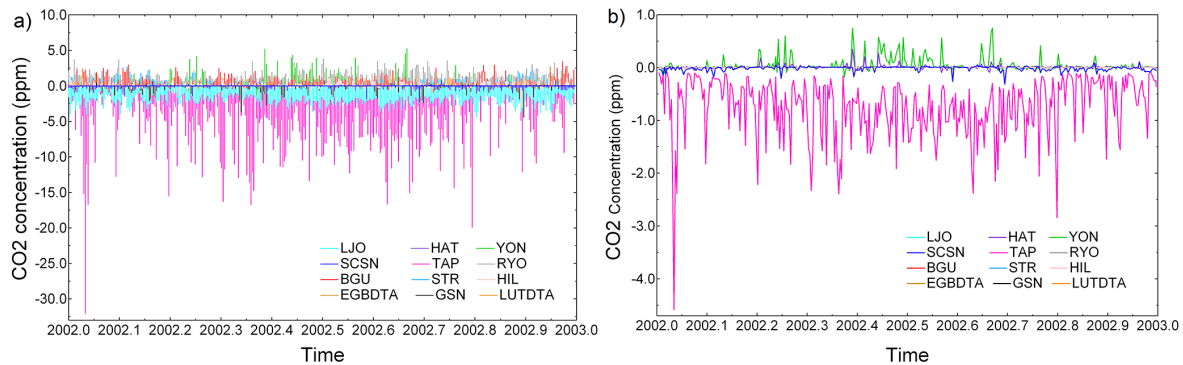 a)
CO2 concentration (ppm)
10.0
5.0
0.0
-5.0
-10.0
-15.0
-20.0
-25.0
-30.0
LJO HAT YON
SCSN TAP RYO
BGU STR HIL
EGBDTA GSN LUTDTA
2002.0 2002.1 2002.2 2002.3 2002.4 2002.5 2002.6 2002.7 2002.8 2002.9 2003.0
Time
b)
CO2 Concentration (ppm)
1.0
0.0
-1.0
-2.0
-3.0
-4.0
LJO HAT YON
SCSN TAP RYO
BGU STR HIL
EGBDTA GSN LUTDTA
2002.0 2002.1 2002.2 2002.3 2002.4 2002.5 2002.6 2002.7 2002.8 2002.9 2003.0
Time